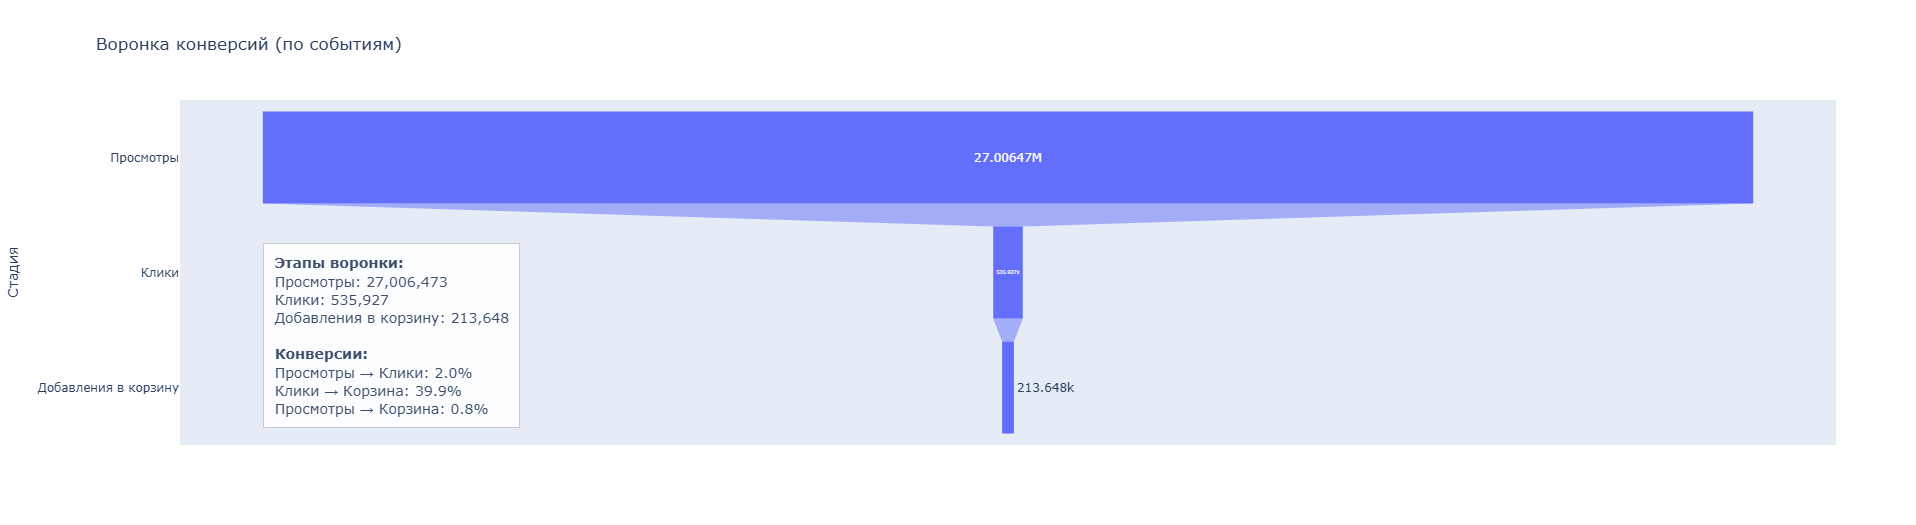 Воронка конверсий (по событиям)
Стадия
Просмотры
27.00647M
Клики
535.927k
Добавления в корзину
213.648k
Этапы воронки:
Просмотры: 27,006,473
Клики: 535,927
Добавления в корзину: 213,648
Конверсии:
Просмотры → Клики: 2.0%
Клики → Корзина: 39.9%
Просмотры → Корзина: 0.8%